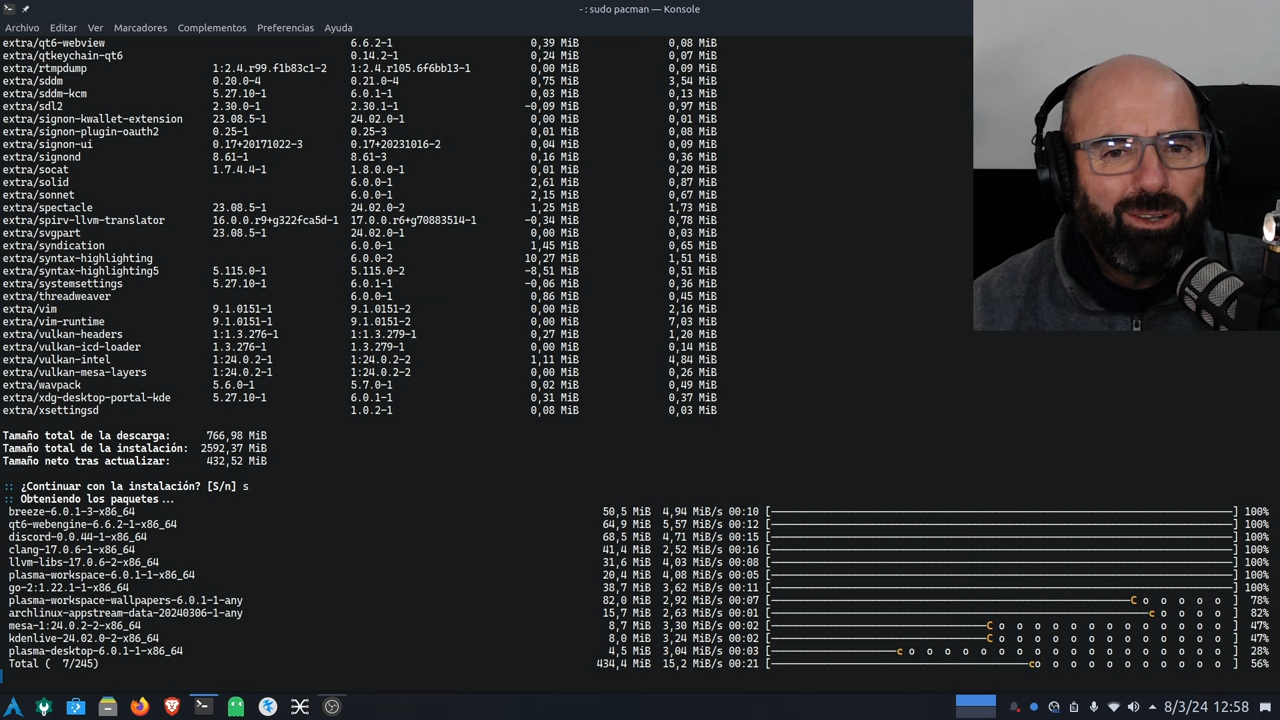 ~ : sudo pacman — Konsole
Archivo Editar Ver Marcadores Complementos Preferencias Ayuda
extra/qt6-webview 6.6.2-1 0,39 MiB 0,08 MiB
extra/qtkeychain-qt6 0.14.2-1 0,24 MiB 0,07 MiB
extra/rtmpdump 1:2.4.r99.f1b83c1-2 1:2.4.r105.6f6bb13-1 0,00 MiB 0,09 MiB
extra/sddm 0.20.0-4 0.21.0-4 0,75 MiB 3,54 MiB
extra/sddm-kcm 5.27.10-1 6.0.1-1 0,03 MiB 0,13 MiB
extra/sdl2 2.30.0-1 2.30.1-1 -0,09 MiB 0,97 MiB
extra/signon-kwallet-extension 23.08.5-1 24.02.0-1 0,00 MiB 0,01 MiB
extra/signon-plugin-oauth2 0.25-1 0.25-3 0,01 MiB 0,08 MiB
extra/signon-ui 0.17+20171022-3 0.17+20231016-2 0,04 MiB 0,09 MiB
extra/signond 8.61-1 8.61-3 0,16 MiB 0,36 MiB
extra/socat 1.7.4.4-1 1.8.0.0-1 0,01 MiB 0,20 MiB
extra/solid 6.0.0-1 2,61 MiB 0,87 MiB
extra/sonnet 6.0.0-1 2,15 MiB 0,67 MiB
extra/spectacle 23.08.5-1 24.02.0-2 1,25 MiB 1,73 MiB
extra/spirv-llvm-translator 16.0.0.r9+g322fca5d-1 17.0.0.r6+g70883514-1 -0,34 MiB 0,78 MiB
extra/svgpart 23.08.5-1 24.02.0-1 0,00 MiB 0,03 MiB
extra/syndication 6.0.0-1 1,45 MiB 0,65 MiB
extra/syntax-highlighting 6.0.0-2 10,27 MiB 1,51 MiB
extra/syntax-highlighting5 5.115.0-1 5.115.0-2 -8,51 MiB 0,51 MiB
extra/systemsettings 5.27.10-1 6.0.1-1 -0,06 MiB 0,36 MiB
extra/threadweaver 6.0.0-1 0,86 MiB 0,45 MiB
extra/vim 9.1.0151-1 9.1.0151-2 0,00 MiB 2,16 MiB
extra/vim-runtime 9.1.0151-1 9.1.0151-2 0,00 MiB 7,03 MiB
extra/vulkan-headers 1:1.3.276-1 1:1.3.279-1 0,27 MiB 1,20 MiB
extra/vulkan-icd-loader 1.3.276-1 1.3.279-1 0,00 MiB 0,14 MiB
extra/vulkan-intel 1:24.0.2-1 1:24.0.2-2 1,11 MiB 4,84 MiB
extra/vulkan-mesa-layers 1:24.0.2-1 1:24.0.2-2 0,00 MiB 0,26 MiB
extra/wavpack 5.6.0-1 5.7.0-1 0,02 MiB 0,49 MiB
extra/xdg-desktop-portal-kde 5.27.10-1 6.0.1-1 0,31 MiB 0,37 MiB
extra/xsettingsd 1.0.2-1 0,08 MiB 0,03 MiB
Tamaño total de la descarga: 766,98 MiB
Tamaño total de la instalación: 2592,37 MiB
Tamaño neto tras actualizar: 432,52 MiB
:: ¿Continuar con la instalación? [S/n] s
:: Obteniendo los paquetes...
breeze-6.0.1-3-x86_64 50,5 MiB 4,94 MiB/s 00:10 100%
qt6-webengine-6.6.2-1-x86_64 64,9 MiB 5,57 MiB/s 00:12 100%
discord-0.0.44-1-x86_64 68,5 MiB 4,71 MiB/s 00:15 100%
clang-17.0.6-1-x86_64 41,4 MiB 2,52 MiB/s 00:16 100%
llvm-libs-17.0.6-2-x86_64 31,6 MiB 4,03 MiB/s 00:08 100%
plasma-workspace-6.0.1-1-x86_64 20,4 MiB 4,08 MiB/s 00:05 100%
go-2:1.22.1-1-x86_64 38,7 MiB 3,62 MiB/s 00:11 100%
plasma-workspace-wallpapers-6.0.1-1-any 82,0 MiB 2,92 MiB/s 00:07 78%
archlinux-appstream-data-20240306-1-any 15,7 MiB 2,63 MiB/s 00:01 82%
mesa-1:24.0.2-2-x86_64 8,7 MiB 3,30 MiB/s 00:02 47%
kdenlive-24.02.0-2-x86_64 8,0 MiB 3,24 MiB/s 00:02 47%
plasma-desktop-6.0.1-1-x86_64 4,5 MiB 3,04 MiB/s 00:03 28%
Total ( 7/245) 434,4 MiB 15,2 MiB/s 00:21 56%
8/3/24 12:58